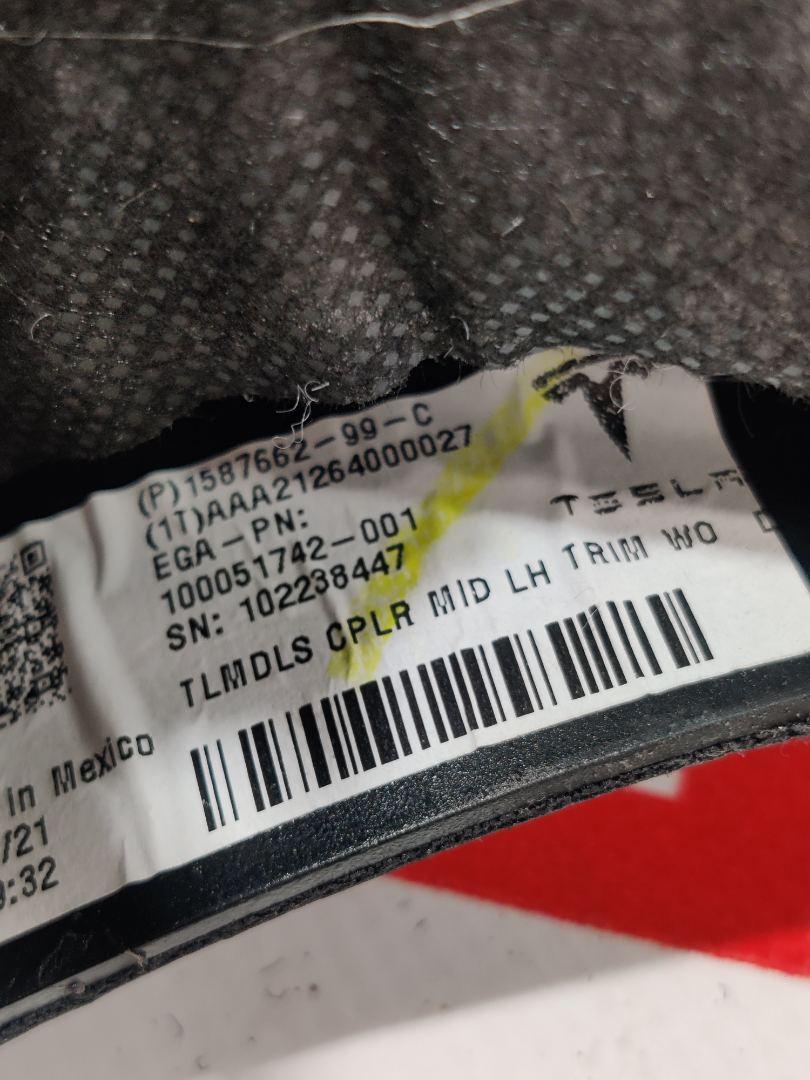 (P)1587662-99-C
(1T)AAA21264000027
EGA-PN:
100051742-001
SN: 102238447
TESLA
TLMDLS CPLR MID LH TRIM WO
in Mexico
/21
:32